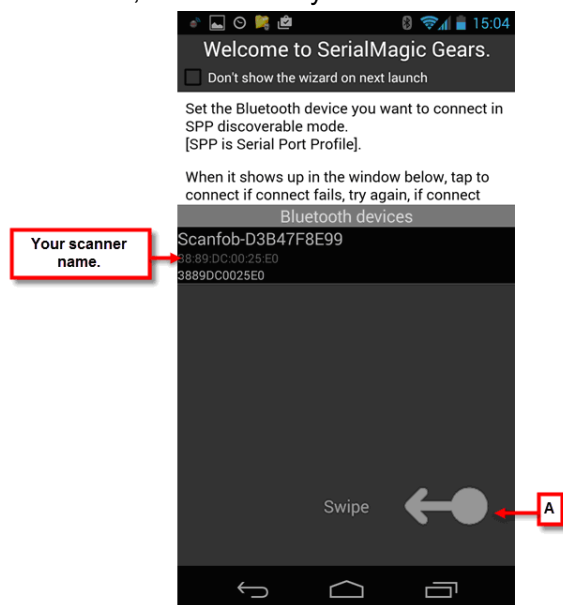 15:04
Welcome to SerialMagic Gears.
Don't show the wizard on next launch
Set the Bluetooth device you want to connect in
SPP discoverable mode.
[SPP is Serial Port Profile].
When it shows up in the window below, tap to
connect if connect fails, try again, if connect
Bluetooth devices
Your scanner
name.
Scanfob-D3B47F8E99
38:89:DC:00:25:E0
3889DC0025E0
Swipe
A